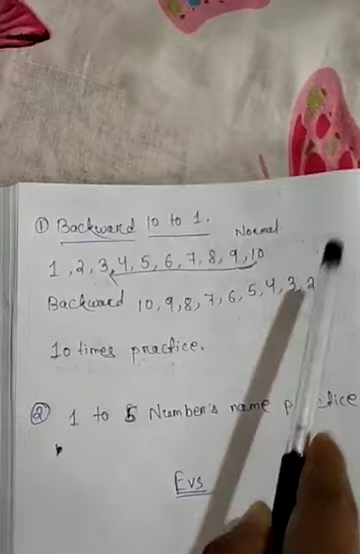 ① Backward 10 to 1.
Normal
1, 2, 3, 4, 5, 6, 7, 8, 9, 10
Backward 10, 9, 8, 7, 6, 5, 4, 3, 2
10 times practice.
② 1 to 5 Number's name
Evs